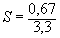 S = 0,67
3,3